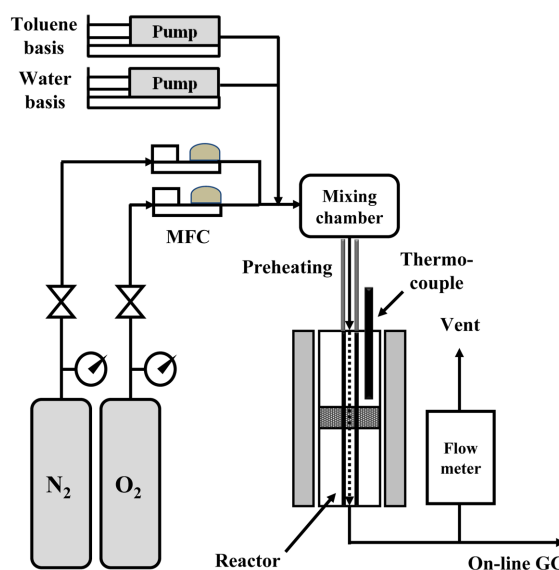 Toluene
basis
Pump
Water
basis
Pump
MFC
Mixing
chamber
Preheating
Thermo-
couple
Vent
N₂
O₂
Flow
meter
Reactor
On-line GC